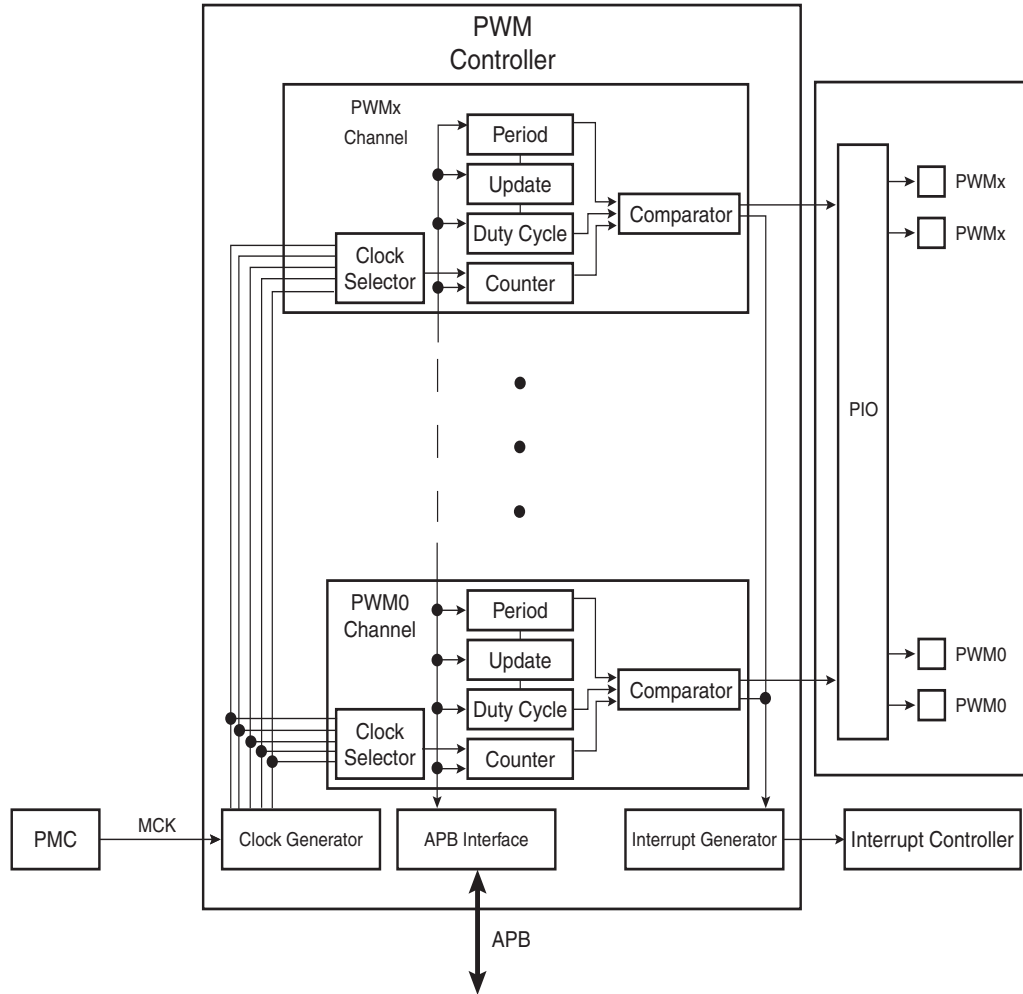 PWM
Controller
PWMx
Channel
Period
Update
Duty Cycle
Counter
Clock
Selector
Comparator
PIO
PWMx
PWMx
PWM0
Channel
Period
Update
Duty Cycle
Counter
Clock
Selector
Comparator
PWM0
PWM0
PMC
MCK
Clock Generator
APB Interface
Interrupt Generator
Interrupt Controller
APB